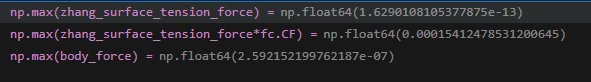 np.max(zhang_surface_tension_force) = np.float64(1.6290108105377875e-13)
np.max(zhang_surface_tension_force*fc.CF) = np.float64(0.00015412478531200645)
np.max(body_force) = np.float64(2.592152199762187e-07)